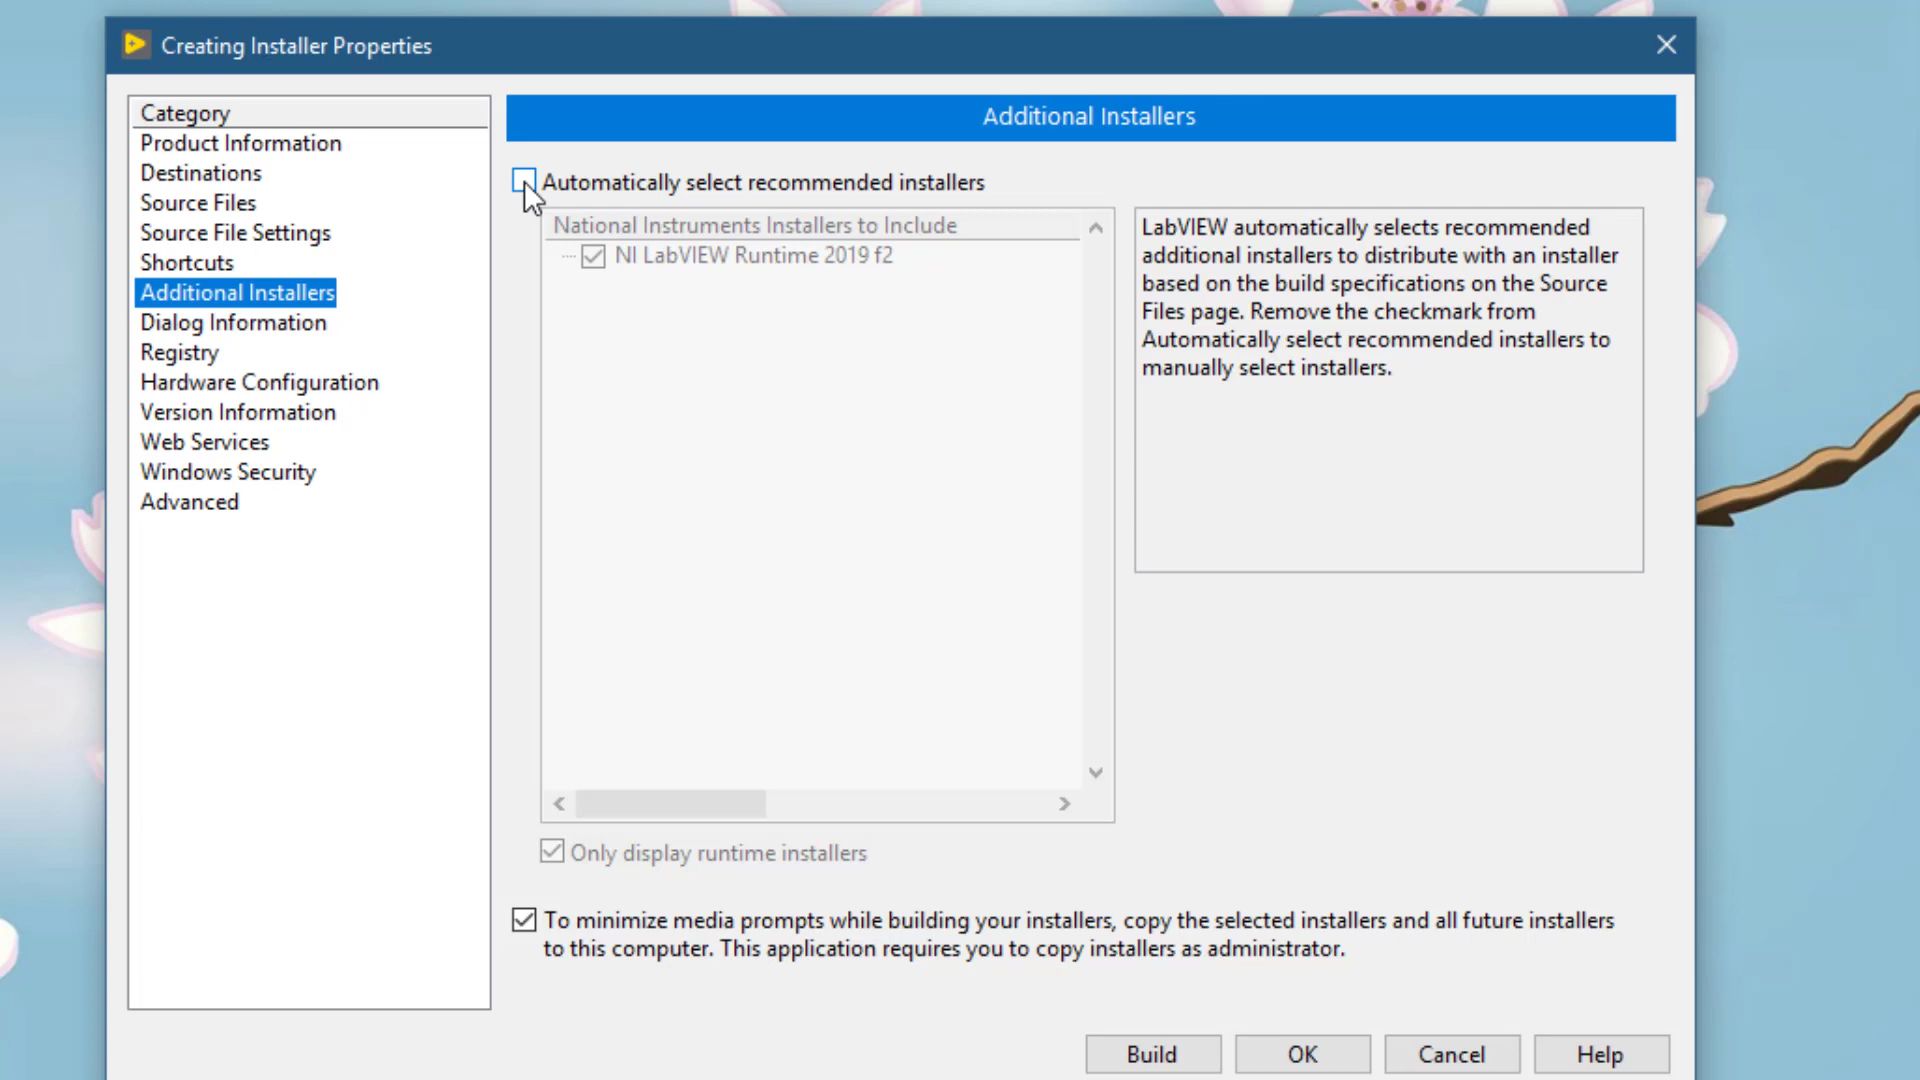 Creating Installer Properties
Category
Product Information
Destinations
Source Files
Source File Settings
Shortcuts
Additional Installers
Dialog Information
Registry
Hardware Configuration
Version Information
Web Services
Windows Security
Advanced
Additional Installers
Automatically select recommended installers
National Instruments Installers to Include
NI LabVIEW Runtime 2019 f2
LabVIEW automatically selects recommended
additional installers to distribute with an installer
based on the build specifications on the Source
Files page. Remove the checkmark from
Automatically select recommended installers to
manually select installers.
Only display runtime installers
To minimize media prompts while building your installers, copy the selected installers and all future installers
to this computer. This application requires you to copy installers as administrator.
Build
OK
Cancel
Help